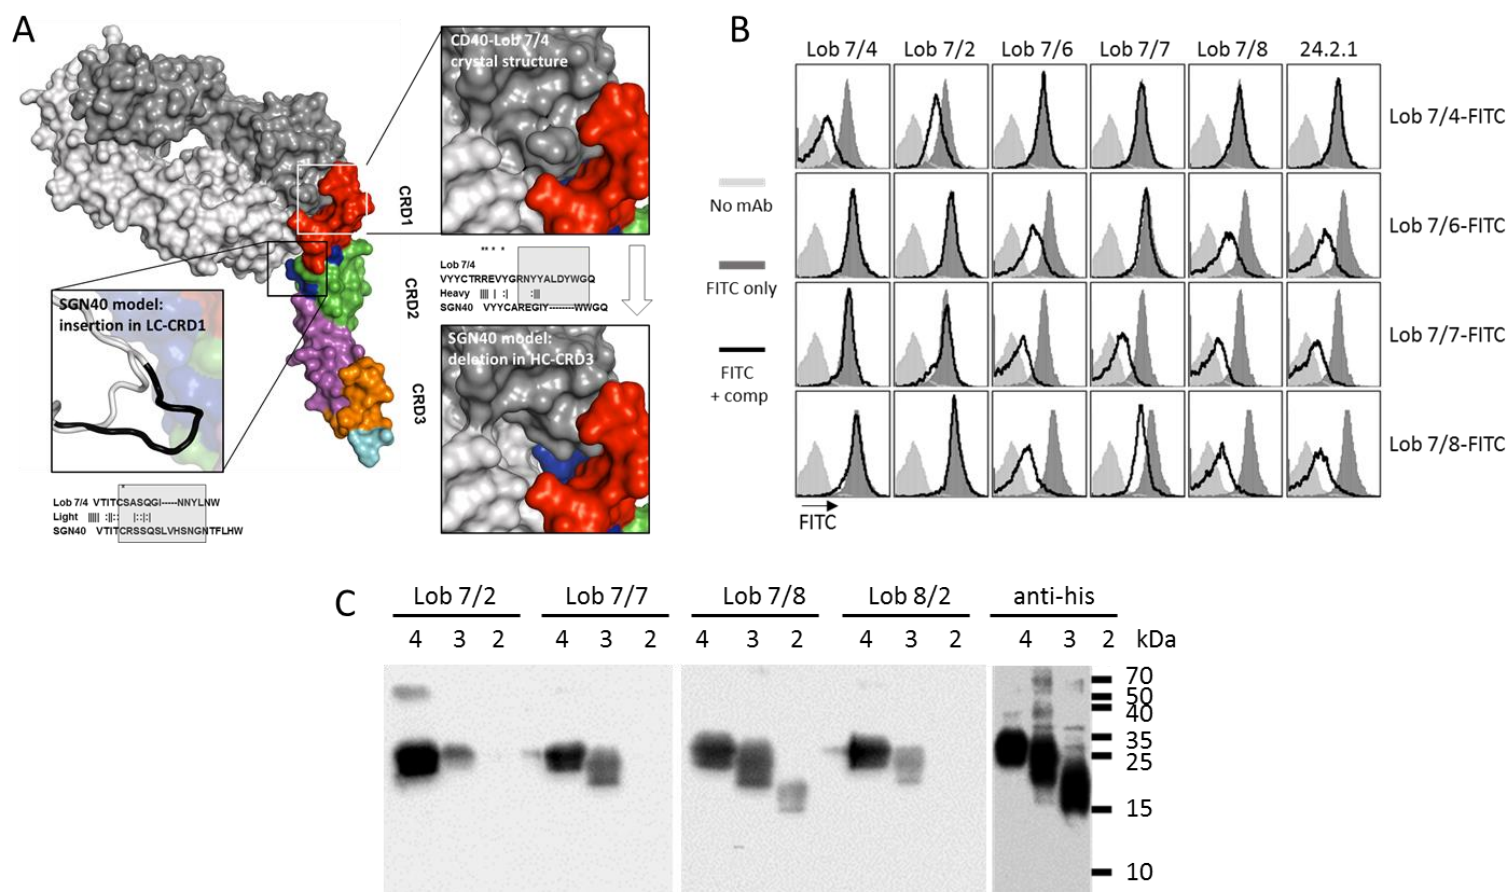 A
CD40-Lob 7/4
crystal structure
CRD1
CRD2
CRD3
** * *
Lob 7/4
VYYCTRREVYGRNYYALDYWGQ
Heavy |||| | :| :|||
SGN40 VYYCAREGIY--------WWGQ
SGN40 model:
deletion in HC-CRD3
SGN40 model:
insertion in LC-CRD1
*
Lob 7/4 VTITCSASQGI-----NNYLNW
Light ||||| :||:: |::|:|
SGN40 VTITCRSSQSLVHSNGNTFLHW
B
Lob 7/4 Lob 7/2 Lob 7/6 Lob 7/7 Lob 7/8 24.2.1
Lob 7/4-FITC
Lob 7/6-FITC
Lob 7/7-FITC
Lob 7/8-FITC
No mAb
FITC only
FITC
+ comp
FITC
C
Lob 7/2 Lob 7/7 Lob 7/8 Lob 8/2 anti-his
4 3 2 4 3 2 4 3 2 4 3 2 4 3 2 kDa
70
50
40
35
25
15
10